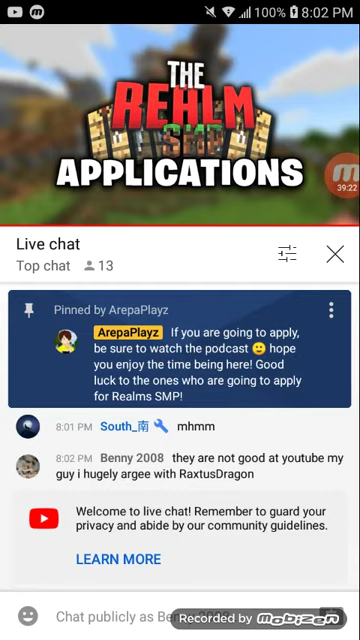 100% 8:02 PM
THE
REALM
SMP
APPLICATIONS
39:22
Live chat
Top chat 13
Pinned by ArepaPlayz
ArepaPlayz If you are going to apply,
be sure to watch the podcast 🙂 hope
you enjoy the time being here! Good
luck to the ones who are going to apply
for Realms SMP!
8:01 PM South_南 mhmm
8:02 PM Benny 2008 they are not good at youtube my
guy i hugely argee with RaxtusDragon
Welcome to live chat! Remember to guard your
privacy and abide by our community guidelines.
LEARN MORE
Chat publicly as Benny 2008
Recorded by Mobizen